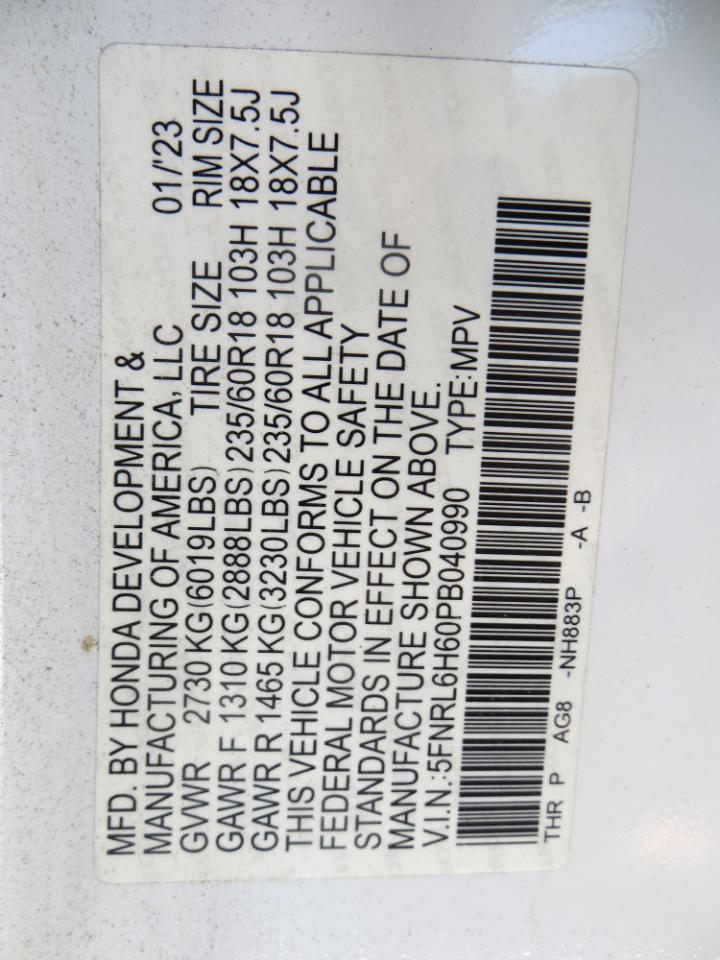 MFD. BY HONDA DEVELOPMENT &
MANUFACTURING OF AMERICA, LLC 01/'23
GVWR 2730 KG(6019LBS) TIRE SIZE RIM SIZE
GAWR F 1310 KG(2888LBS) 235/60R18 103H 18X7.5J
GAWR R 1465 KG(3230LBS) 235/60R18 103H 18X7.5J
THIS VEHICLE CONFORMS TO ALL APPLICABLE
FEDERAL MOTOR VEHICLE SAFETY
STANDARDS IN EFFECT ON THE DATE OF
MANUFACTURE SHOWN ABOVE.
V.I.N.:5FNRL6H60PB040990 TYPE:MPV
THR P AG8 -NH883P -A -B